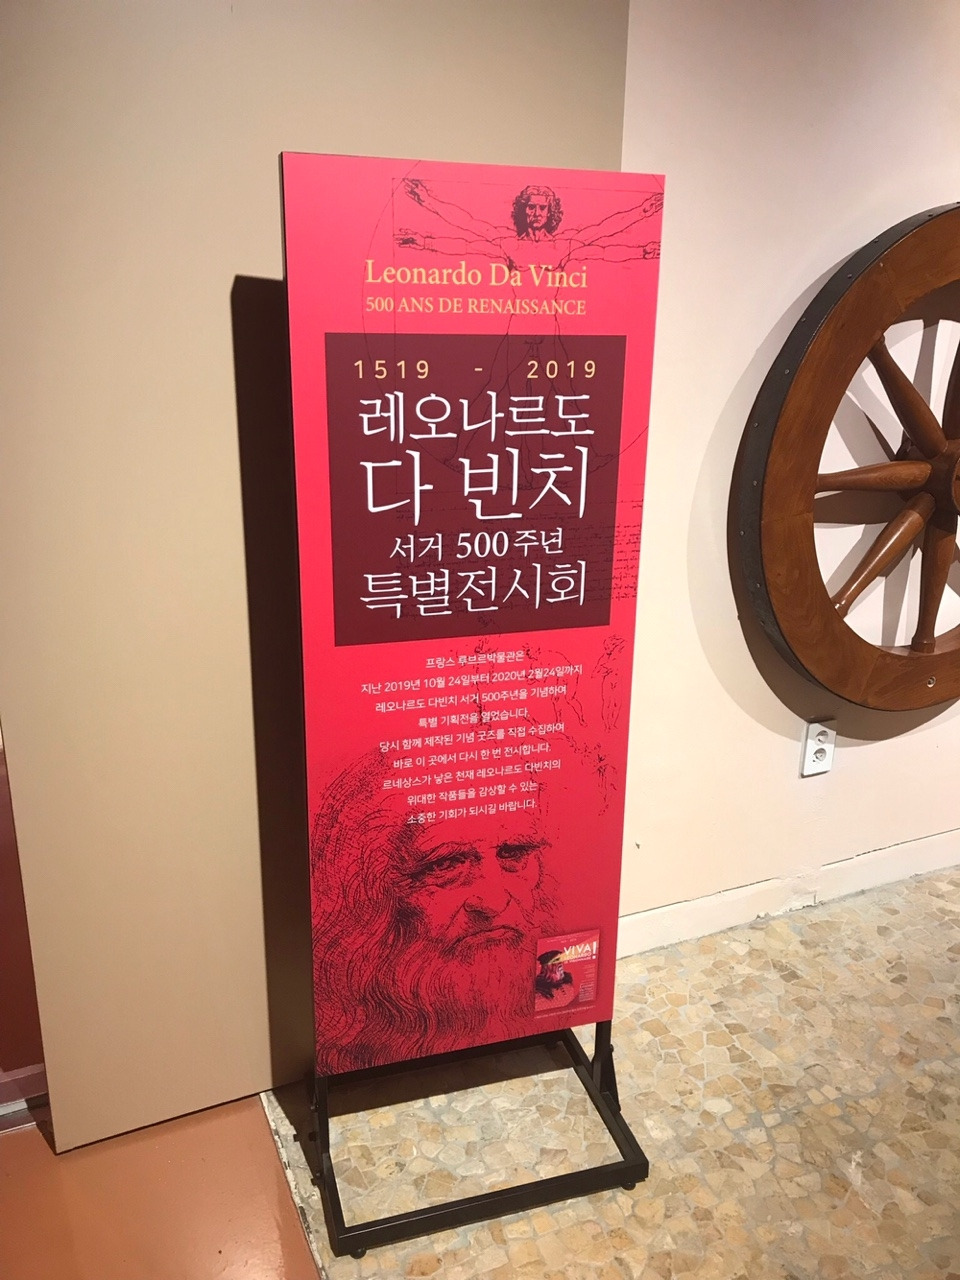 Leonardo Da Vinci
500 ANS DE RENAISSANCE
1519 - 2019
레오나르도
다 빈치
서거 500주년
특별전시회
프랑스 루브르박물관은
지난 2019년 10월 24일부터 2020년 2월24일까지
레오나르도 다빈치 서거 500주년을 기념하여
특별 기획전을 열었습니다.
당시 함께 제작된 기념 굿즈를 직접 수집하여
바로 이 곳에서 다시 한 번 전시합니다.
르네상스가 낳은 천재 레오나르도 다빈치의
위대한 작품들을 감상할 수 있는
소중한 기회가 되시길 바랍니다.
VIVA!